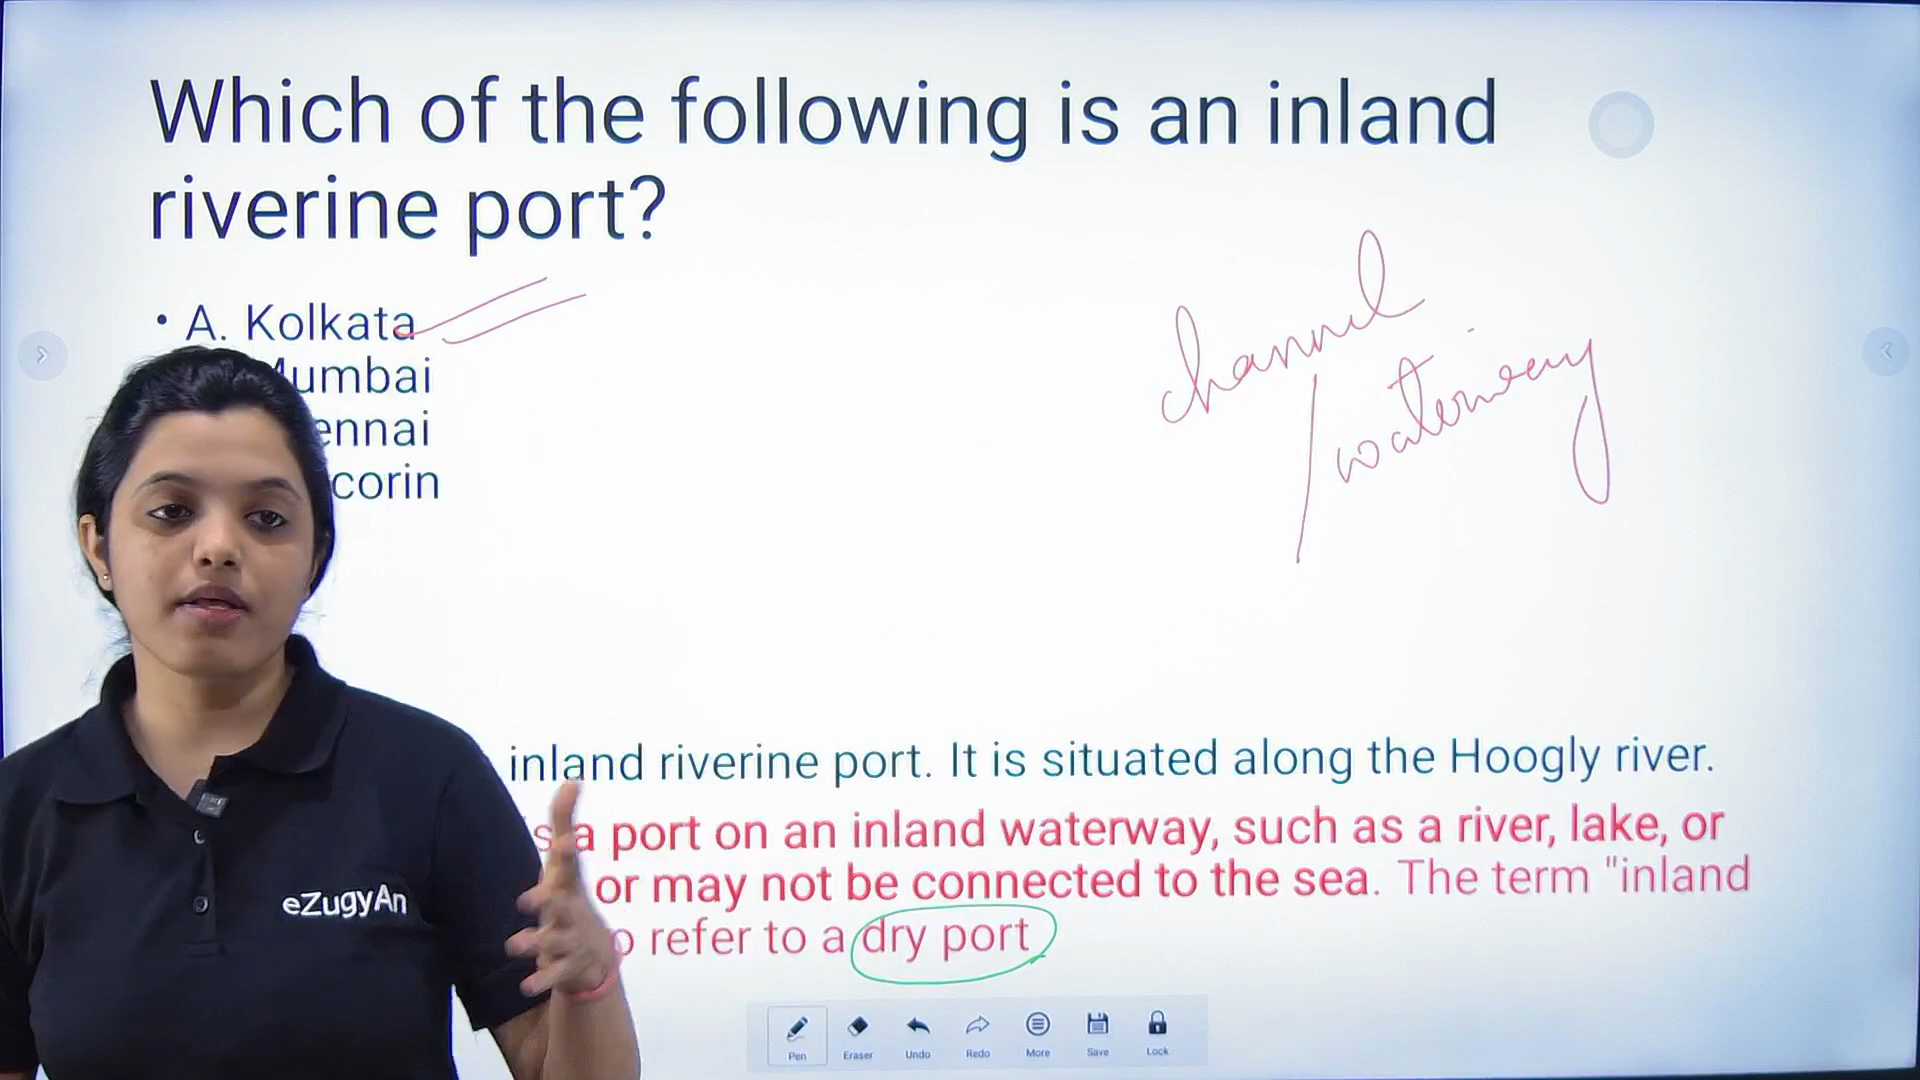 Which of the following is an inland
riverine port?
• A. Kolkata
Mumbai
ennai
corin
channel
/waterway
inland riverine port. It is situated along the Hoogly river.
is a port on an inland waterway, such as a river, lake, or
or may not be connected to the sea. The term "inland
o refer to a dry port
eZugyAn
Pen
Eraser
Undo
Redo
More
Save
Lock